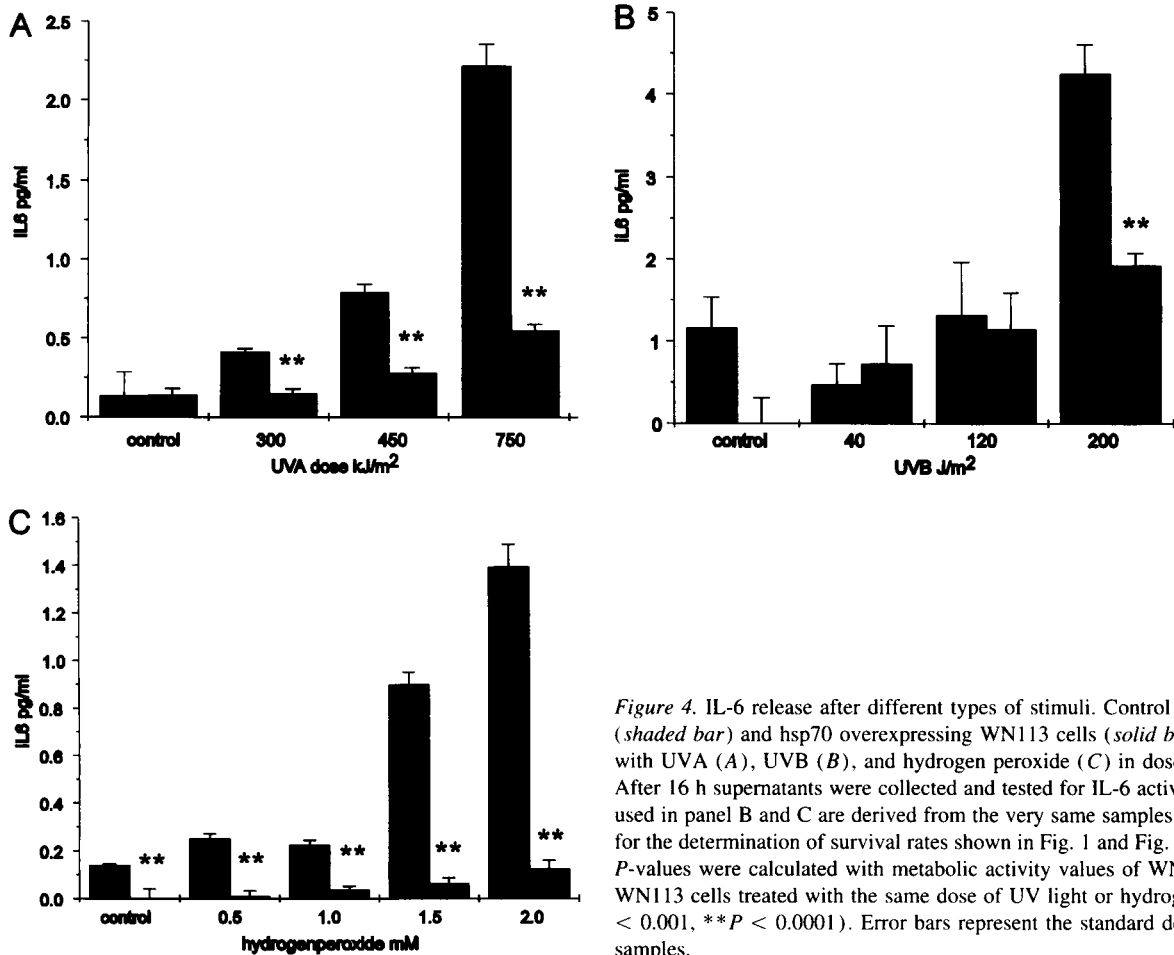 A
2.5
2.0
1.5
1.0
0.5
0.0
IL6 pg/ml
**
**
**
control 300 450 750
UVA dose kJ/m2
B
5
4
3
2
1
0
IL6 pg/ml
**
control 40 120 200
UVB J/m2
C
1.6
1.4
1.2
1.0
0.8
0.6
0.4
0.2
0.0
IL6 pg/ml
** ** ** ** **
control 0.5 1.0 1.5 2.0
hydrogenperoxide mM
Figure 4. IL-6 release after different types of stimuli. Control
(shaded bar) and hsp70 overexpressing WN113 cells (solid b
with UVA (A), UVB (B), and hydrogen peroxide (C) in dose
After 16 h supernatants were collected and tested for IL-6 activ
used in panel B and C are derived from the very same samples
for the determination of survival rates shown in Fig. 1 and Fig.
P-values were calculated with metabolic activity values of WN
WN113 cells treated with the same dose of UV light or hydrog
< 0.001, **P < 0.0001). Error bars represent the standard de
samples.